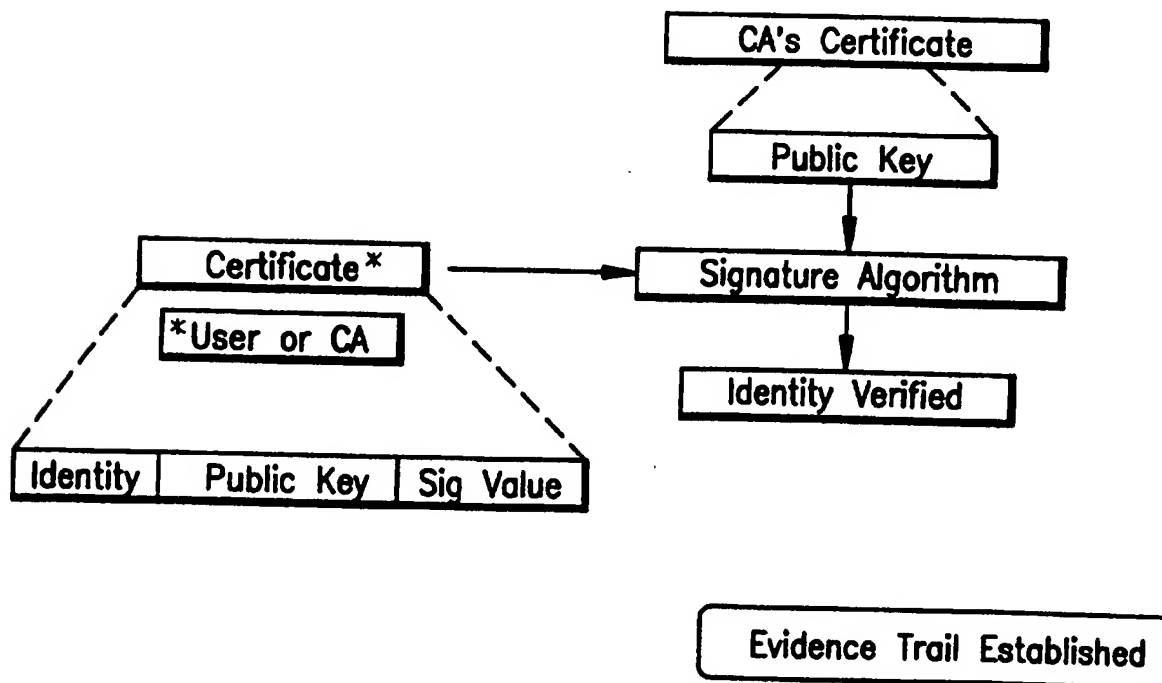 CA's Certificate
Public Key
Certificate*
Signature Algorithm
*User or CA
Identity Verified
Identity Public Key Sig Value
Evidence Trail Established